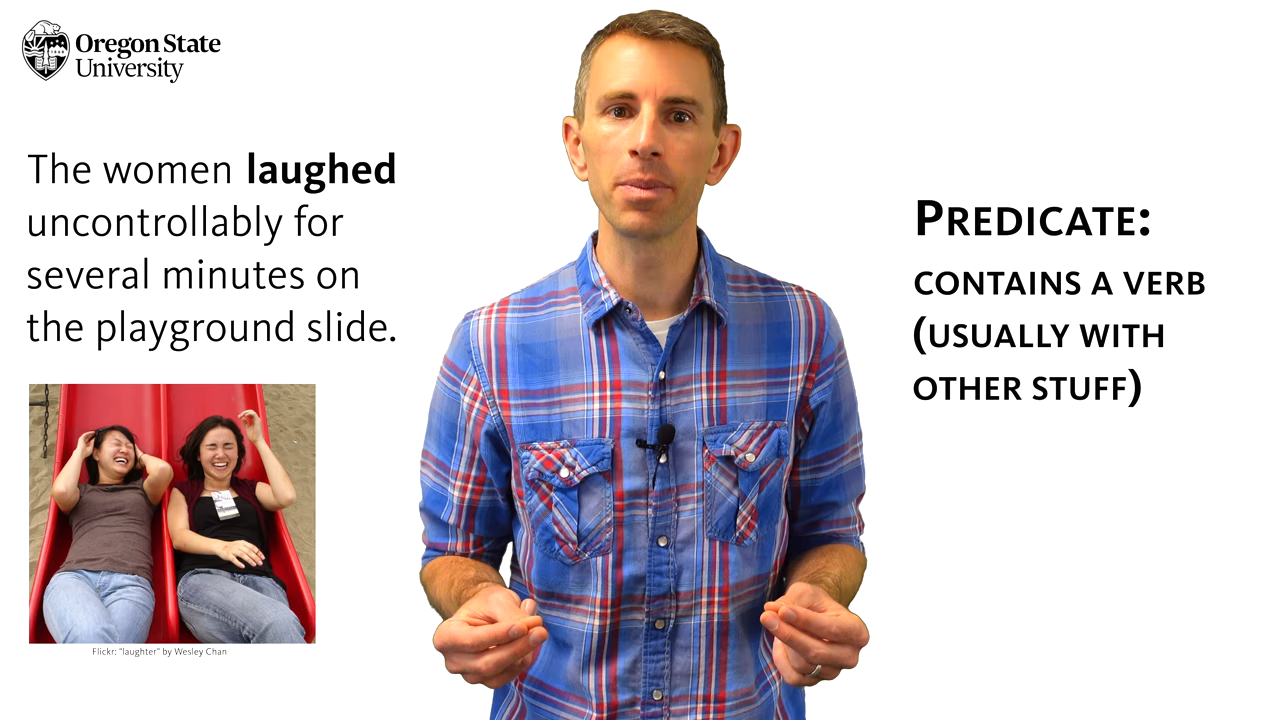 Oregon State
University
The women laughed
uncontrollably for
several minutes on
the playground slide.
Flickr: "laughter" by Wesley Chan
PREDICATE:
CONTAINS A VERB
(USUALLY WITH
OTHER STUFF)